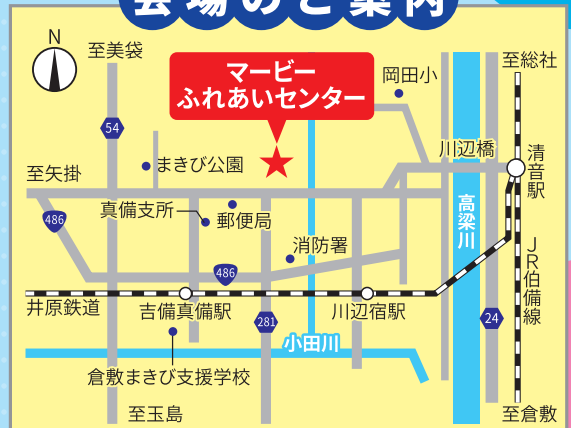 会場のご案内
N
至美袋
マービー
ふれあいセンター
岡田小
至総社
54
川辺橋
清音駅
まきび公園
至矢掛
真備支所
郵便局
高梁川
486
消防署
486
JR伯備線
井原鉄道
吉備真備駅
川辺宿駅
281
24
小田川
倉敷まきび支援学校
至玉島
至倉敷